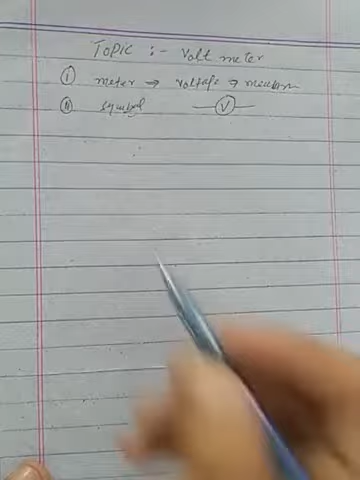 Topic :- Volt meter
(i) meter → voltage → measure
(ii) symbol —(V)—